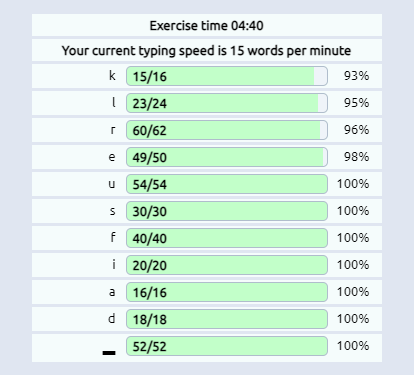 Exercise time 04:40
Your current typing speed is 15 words per minute
k 15/16 93%
l 23/24 95%
r 60/62 96%
e 49/50 98%
u 54/54 100%
s 30/30 100%
f 40/40 100%
i 20/20 100%
a 16/16 100%
d 18/18 100%
_ 52/52 100%